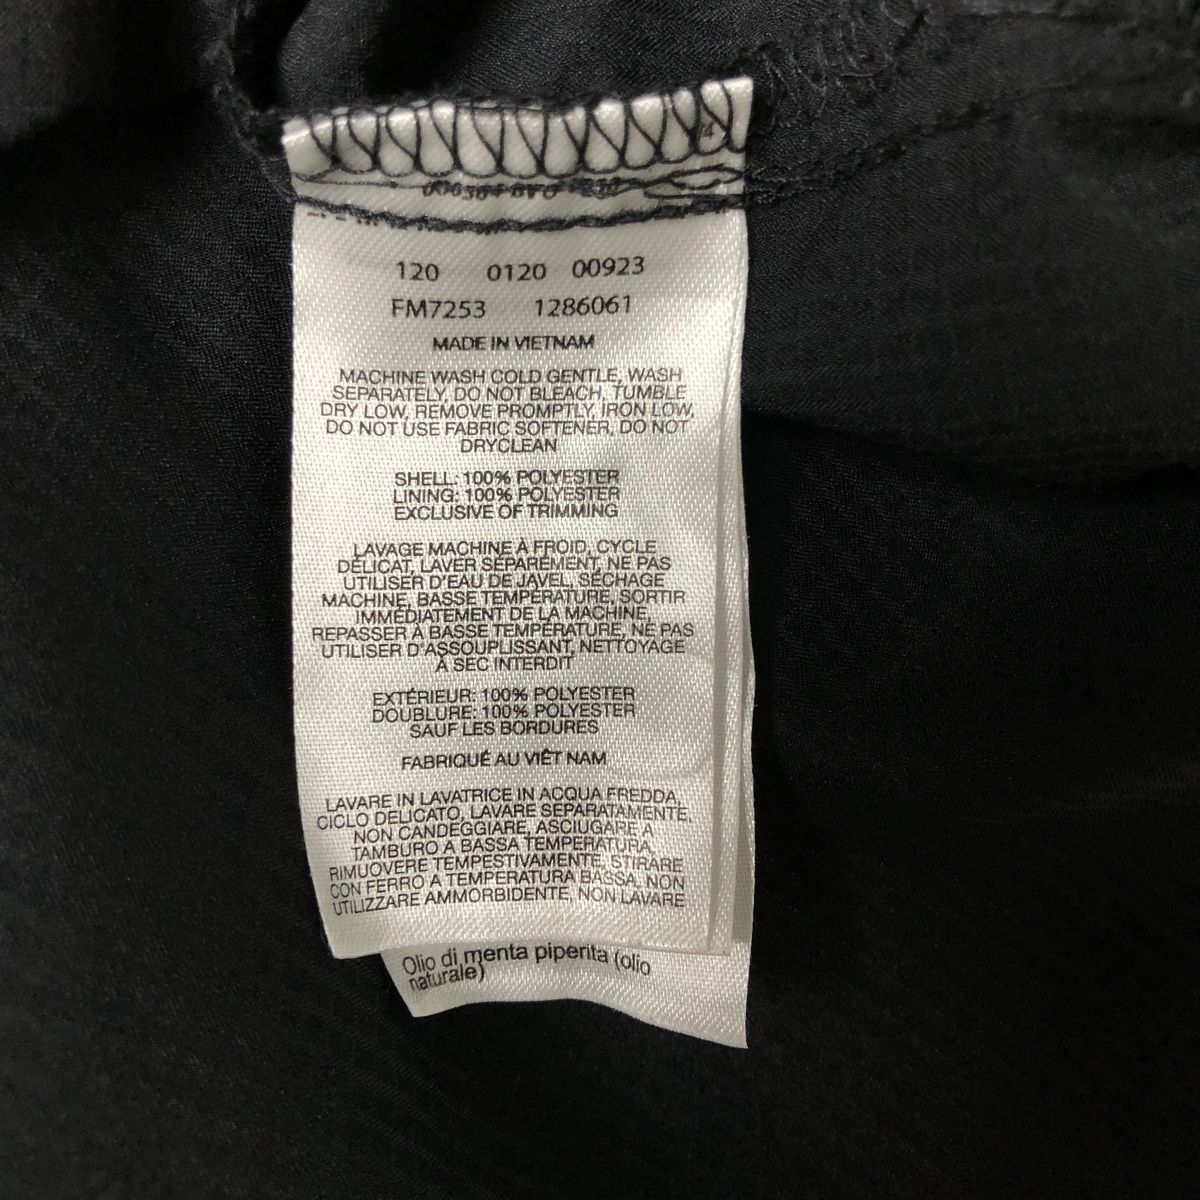 120 0120 00923
FM7253 1286061
MADE IN VIETNAM
MACHINE WASH COLD GENTLE, WASH
SEPARATELY, DO NOT BLEACH, TUMBLE
DRY LOW, REMOVE PROMPTLY, IRON LOW,
DO NOT USE FABRIC SOFTENER, DO NOT
DRYCLEAN
SHELL: 100% POLYESTER
LINING: 100% POLYESTER
EXCLUSIVE OF TRIMMING
LAVAGE MACHINE À FROID, CYCLE
DÉLICAT, LAVER SÉPARÉMENT, NE PAS
UTILISER D'EAU DE JAVEL, SÉCHAGE
MACHINE, BASSE TEMPÉRATURE, SORTIR
IMMÉDIATEMENT DE LA MACHINE,
REPASSER À BASSE TEMPÉRATURE, NE PAS
UTILISER D'ASSOUPLISSANT, NETTOYAGE
À SEC INTERDIT
EXTÉRIEUR: 100% POLYESTER
DOUBLURE: 100% POLYESTER
SAUF LES BORDURES
FABRIQUÉ AU VIÊT NAM
LAVARE IN LAVATRICE IN ACQUA FREDDA,
CICLO DELICATO, LAVARE SEPARATAMENTE,
NON CANDEGGIARE, ASCIUGARE A
TAMBURO A BASSA TEMPERATURA,
RIMUOVERE TEMPESTIVAMENTE, STIRARE
CON FERRO A TEMPERATURA BASSA, NON
UTILIZZARE AMMORBIDENTE, NON LAVARE
Olio di menta piperita (olio
naturale)